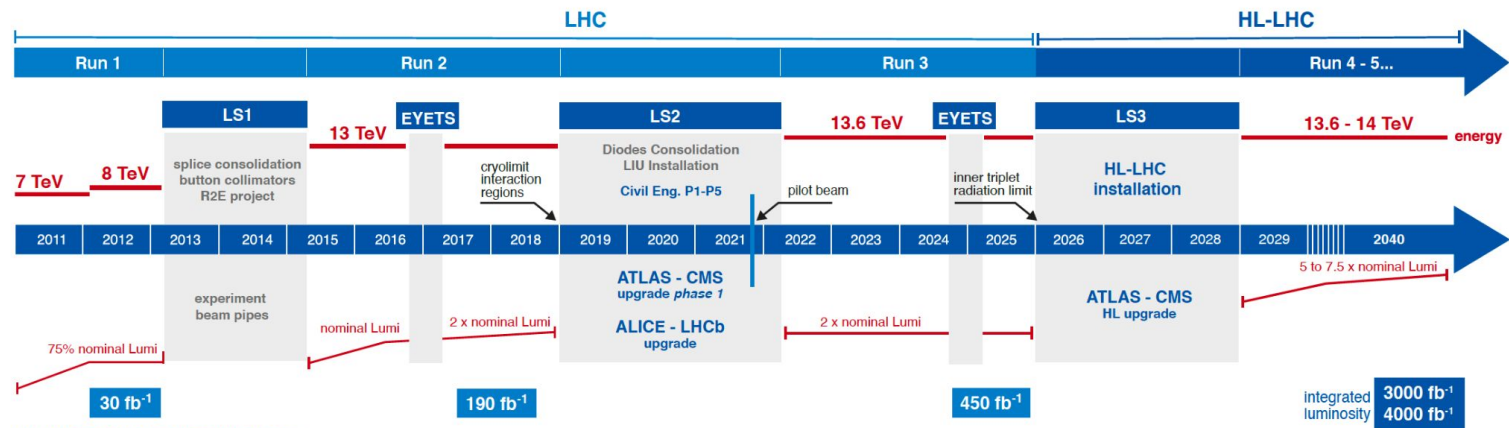 LHC
HL-LHC
Run 1
Run 2
Run 3
Run 4 - 5...
LS1
EYETS
LS2
EYETS
LS3
7 TeV
8 TeV
13 TeV
13.6 TeV
13.6 - 14 TeV
energy
splice consolidation
button collimators
R2E project
cryolimit
interaction
regions
Diodes Consolidation
LIU Installation
Civil Eng. P1-P5
pilot beam
inner triplet
radiation limit
HL-LHC
installation
2011 2012 2013 2014 2015 2016 2017 2018 2019 2020 2021 2022 2023 2024 2025 2026 2027 2028 2029 2040
experiment
beam pipes
ATLAS - CMS
upgrade phase 1
ALICE - LHCb
upgrade
ATLAS - CMS
HL upgrade
75% nominal Lumi
nominal Lumi
2 x nominal Lumi
2 x nominal Lumi
5 to 7.5 x nominal Lumi
30 fb⁻¹
190 fb⁻¹
450 fb⁻¹
integrated
luminosity
3000 fb⁻¹
4000 fb⁻¹